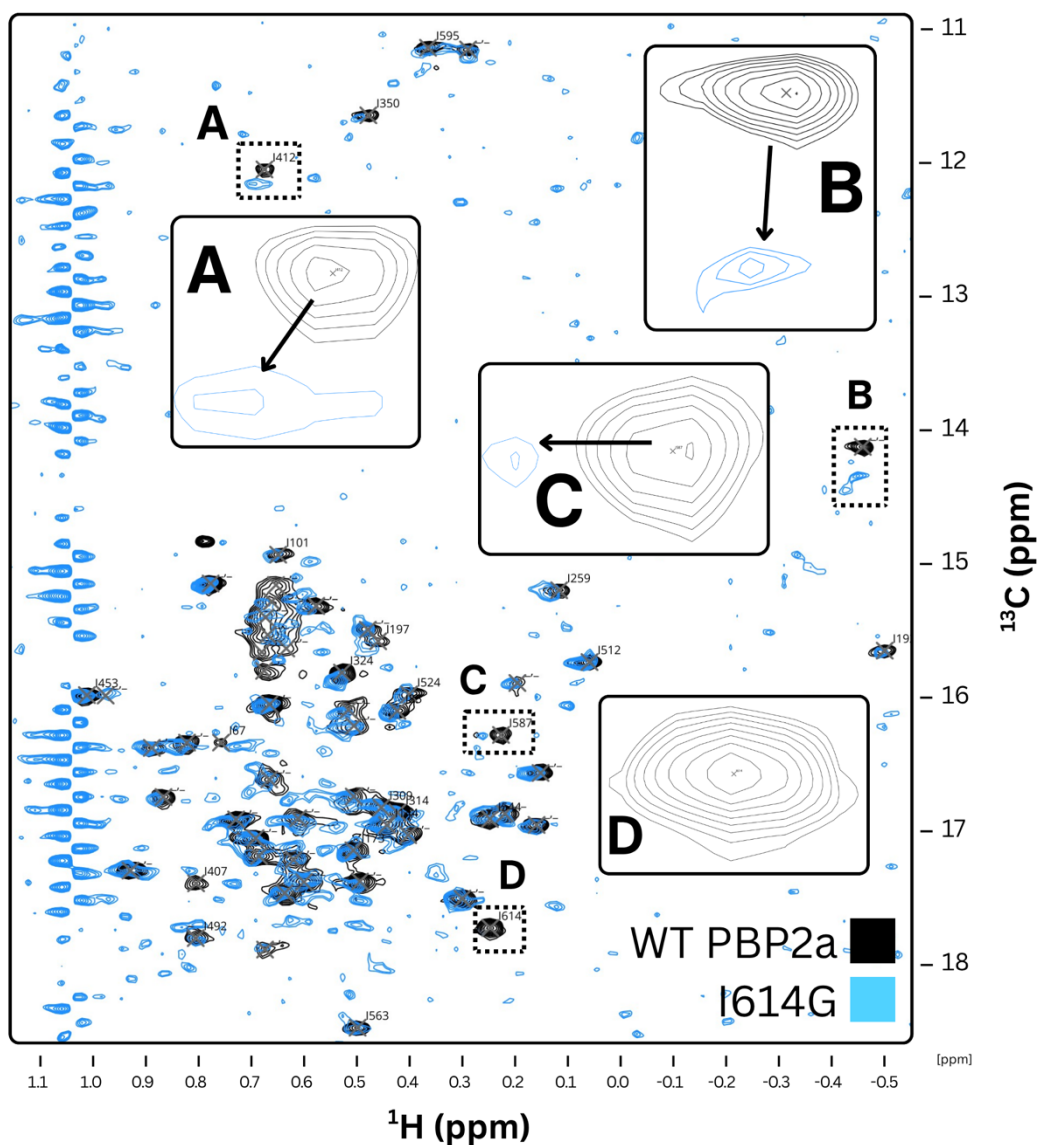 I595
11
I350
A
B
12
I412
A
13
C
B
14
I101
I259
15
I197
I19
I324
I512
I453
C
I524
16
I67
I587
I309
I314
17
D
I407
D
I614
I492
WT PBP2a
18
I614G
I563
[ppm]
1.1 1.0 0.9 0.8 0.7 0.6 0.5 0.4 0.3 0.2 0.1 0.0 -0.1 -0.2 -0.3 -0.4 -0.5
¹H (ppm)
¹³C (ppm)